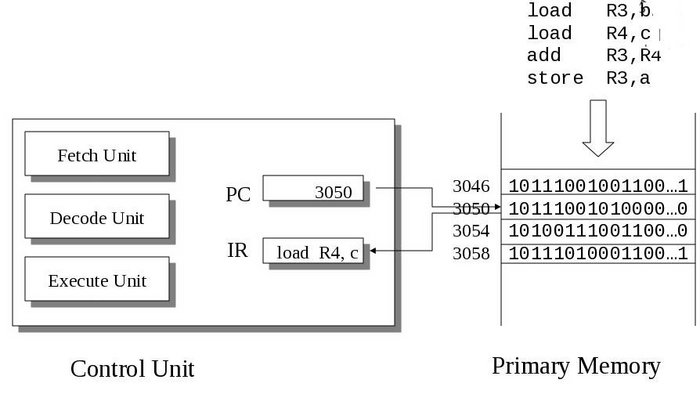 load R3,b
load R4,c
add R3,R4
store R3,a
Fetch Unit
Decode Unit
Execute Unit
PC 3050
IR load R4, c
3046 10111001001100…1
3050 10111001010000…0
3054 10100111001100…0
3058 10111010001100…1
Control Unit
Primary Memory